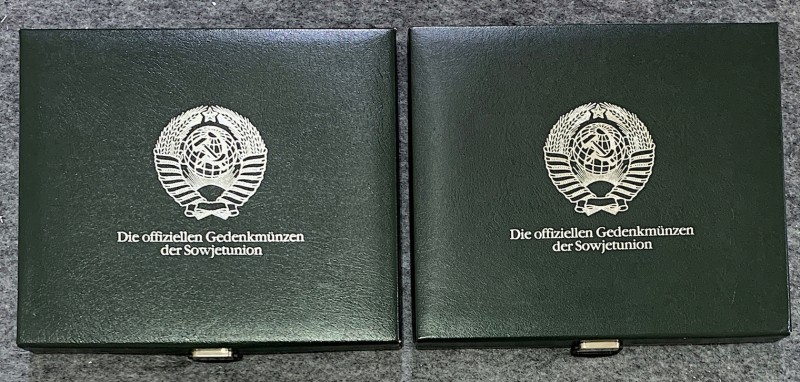 Die offiziellen Gedenkmünzen
der Sowjetunion
Die offiziellen Gedenkmünzen
der Sowjetunion